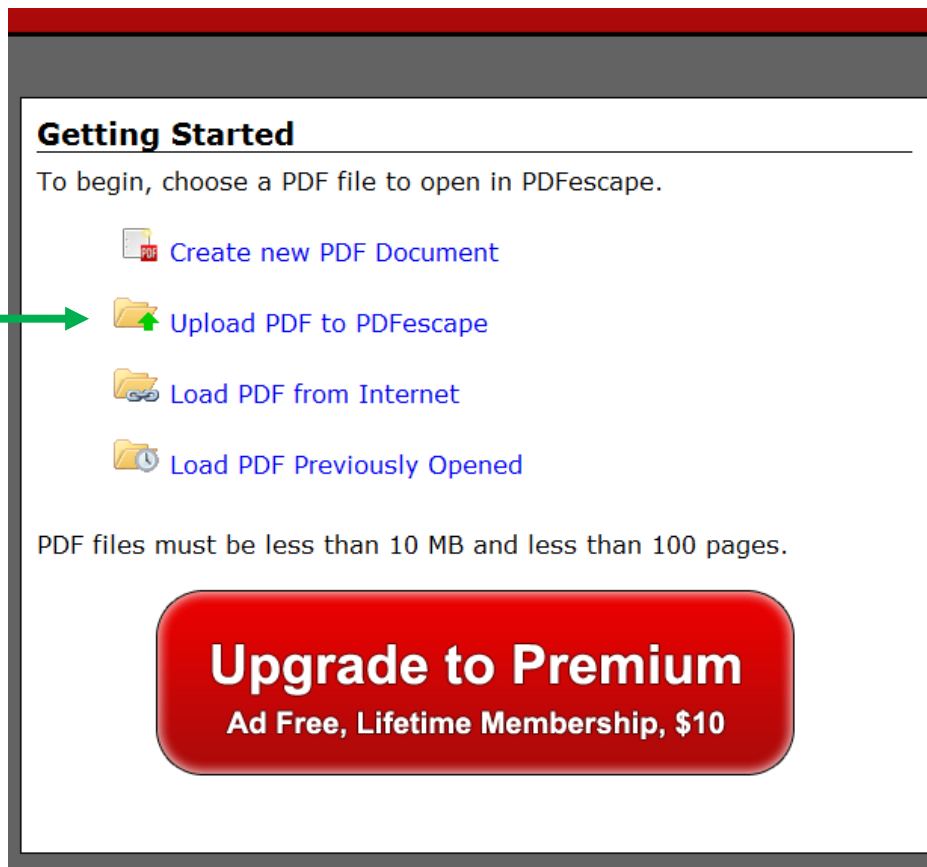 Getting Started
To begin, choose a PDF file to open in PDFescape.
PDF
Create new PDF Document
Upload PDF to PDFescape
Load PDF from Internet
Load PDF Previously Opened
PDF files must be less than 10 MB and less than 100 pages.
Upgrade to Premium
Ad Free, Lifetime Membership, $10